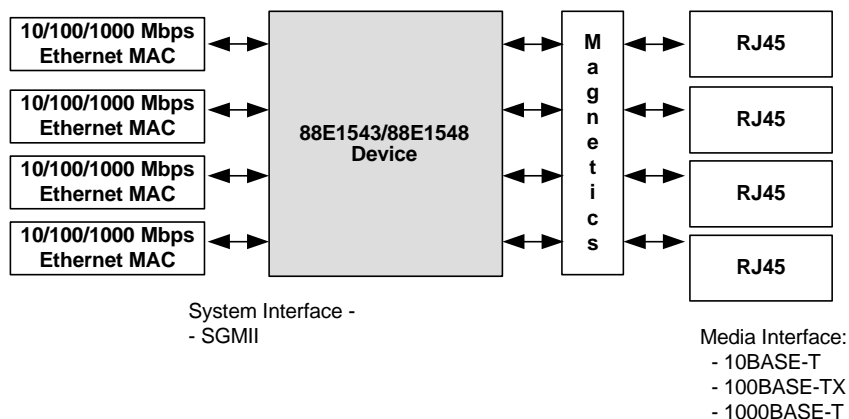 10/100/1000 Mbps
Ethernet MAC
10/100/1000 Mbps
Ethernet MAC
10/100/1000 Mbps
Ethernet MAC
10/100/1000 Mbps
Ethernet MAC
88E1543/88E1548
Device
Magnetics
RJ45
RJ45
RJ45
RJ45
System Interface -
- SGMII
Media Interface:
- 10BASE-T
- 100BASE-TX
- 1000BASE-T